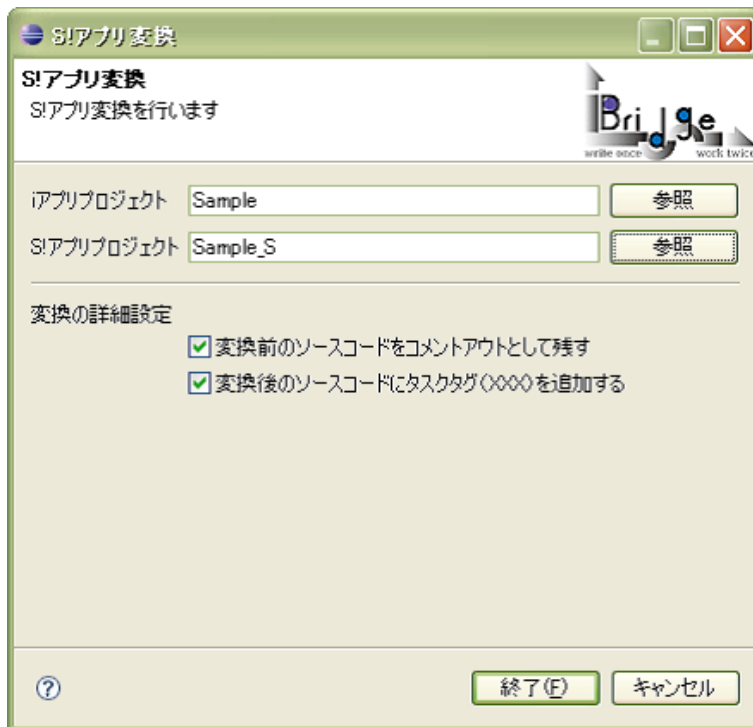 S!アプリ変換
S!アプリ変換
S!アプリ変換を行います
iBridge
write once work twice
iアプリプロジェクト Sample 参照
S!アプリプロジェクト Sample_S 参照
変換の詳細設定
変換前のソースコードをコメントアウトとして残す
変換後のソースコードにタスクタグ(XXX)を追加する
? 終了(F) キャンセル